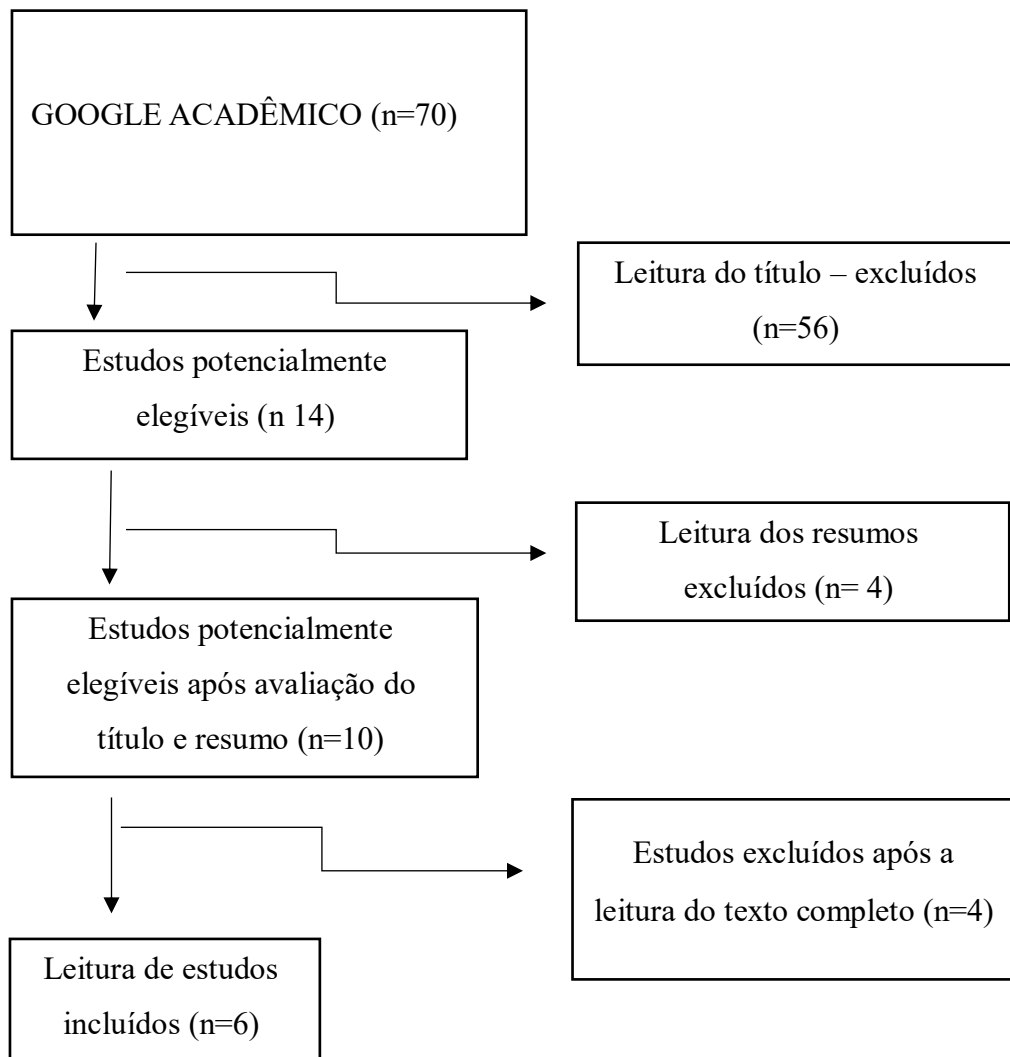 GOOGLE ACADÊMICO (n=70)
Leitura do título – excluídos
(n=56)
Estudos potencialmente
elegíveis (n 14)
Leitura dos resumos
excluídos (n= 4)
Estudos potencialmente
elegíveis após avaliação do
título e resumo (n=10)
Estudos excluídos após a
leitura do texto completo (n=4)
Leitura de estudos
incluídos (n=6)